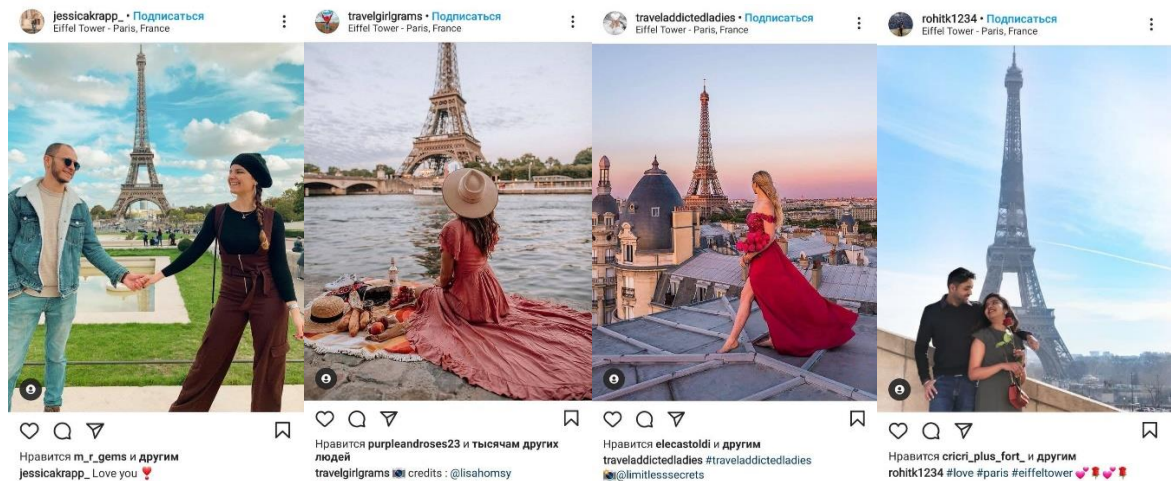 jessicakrapp_ • Подписаться
Eiffel Tower - Paris, France
Нравится m_r_gems и другим
jessicakrapp_ Love you ❣️
travelgirlgrams • Подписаться
Eiffel Tower - Paris, France
Нравится purpleandroses23 и тысячам других
людей
travelgirlgrams 📷 credits : @lisahomsy
traveladdictedladies • Подписаться
Eiffel Tower - Paris, France
Нравится elecastoldi и другим
traveladdictedladies #traveladdictedladies
📷@limitlesssecrets
rohitk1234 • Подписаться
Eiffel Tower - Paris, France
Нравится cricri_plus_fort_ и другим
rohitk1234 #love #paris #eiffeltower 💕🌹💕🌹